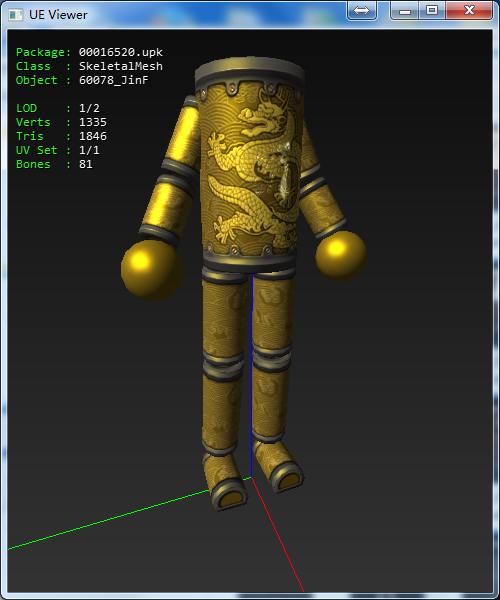 UE Viewer
Package: 00016520.upk
Class : SkeletalMesh
Object : 60078_JinF
LOD : 1/2
Verts : 1335
Tris : 1846
UV Set : 1/1
Bones : 81